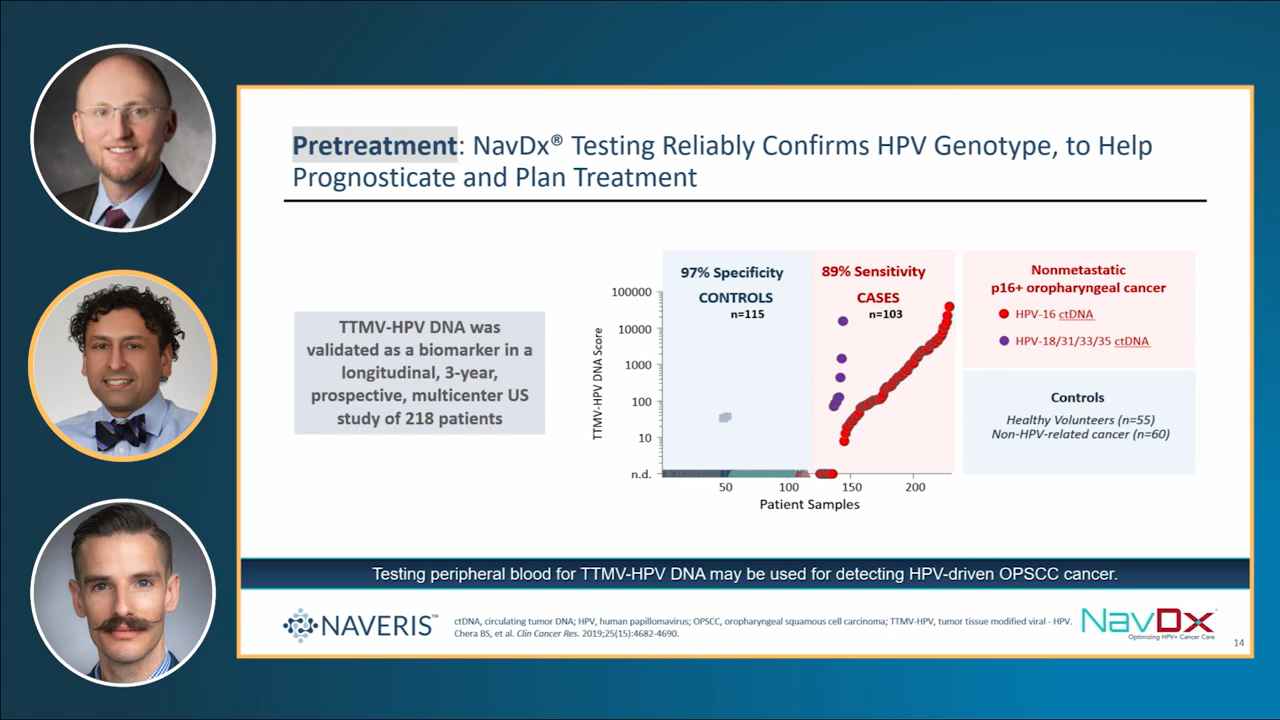 Pretreatment: NavDx® Testing Reliably Confirms HPV Genotype, to Help
Prognosticate and Plan Treatment
TTMV-HPV DNA was
validated as a biomarker in a
longitudinal, 3-year,
prospective, multicenter US
study of 218 patients
97% Specificity
CONTROLS
n=115
89% Sensitivity
CASES
n=103
TTMV-HPV DNA Score
100000
10000
1000
100
10
n.d.
50
100
150
200
Patient Samples
Nonmetastatic
p16+ oropharyngeal cancer
HPV-16 ctDNA
HPV-18/31/33/35 ctDNA
Controls
Healthy Volunteers (n=55)
Non-HPV-related cancer (n=60)
Testing peripheral blood for TTMV-HPV DNA may be used for detecting HPV-driven OPSCC cancer.
NAVERIS™
ctDNA, circulating tumor DNA; HPV, human papillomavirus; OPSCC, oropharyngeal squamous cell carcinoma; TTMV-HPV, tumor tissue modified viral - HPV.
Chera BS, et al. Clin Cancer Res. 2019;25(15):4682-4690.
NavDx
Optimizing HPV+ Cancer Care
14